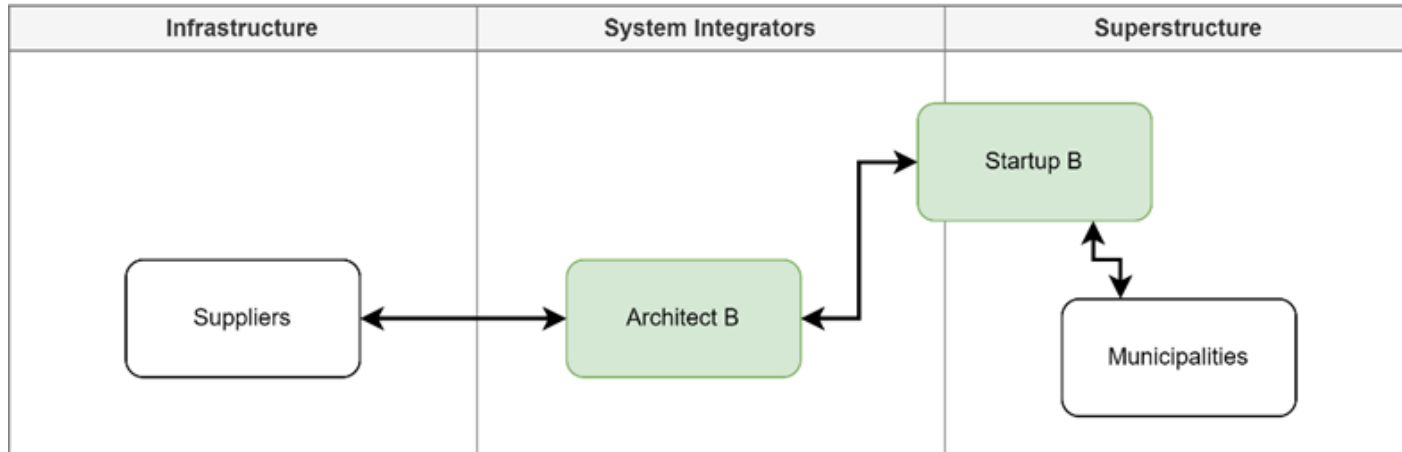 Infrastructure
System Integrators
Superstructure
Startup B
Suppliers
Architect B
Municipalities